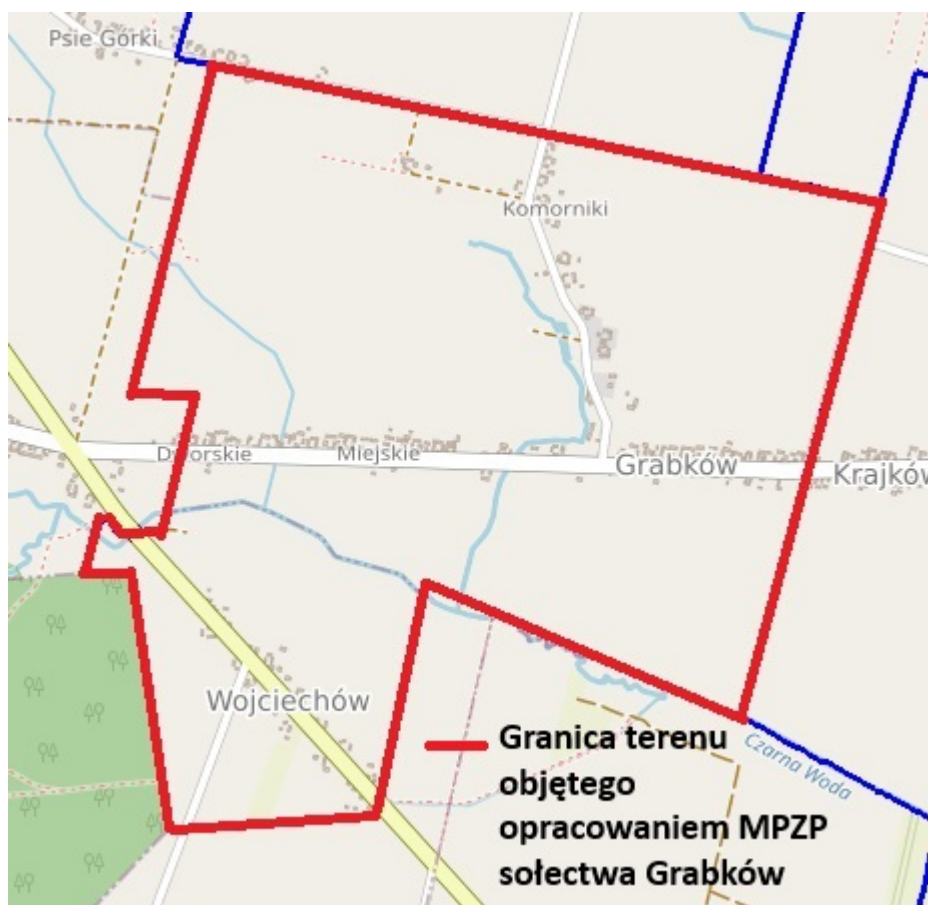 Psie Górki
Komorniki
Dworskie
Miejskie
Grabków
Krajków
Wojciechów
Granica terenu
objętego
opracowaniem MPZP
sołectwa Grabków
Czarna Woda